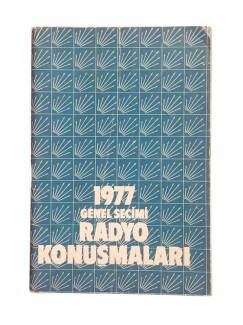 1977
GENEL SEÇİMİ
RADYO
KONUŞMALARI